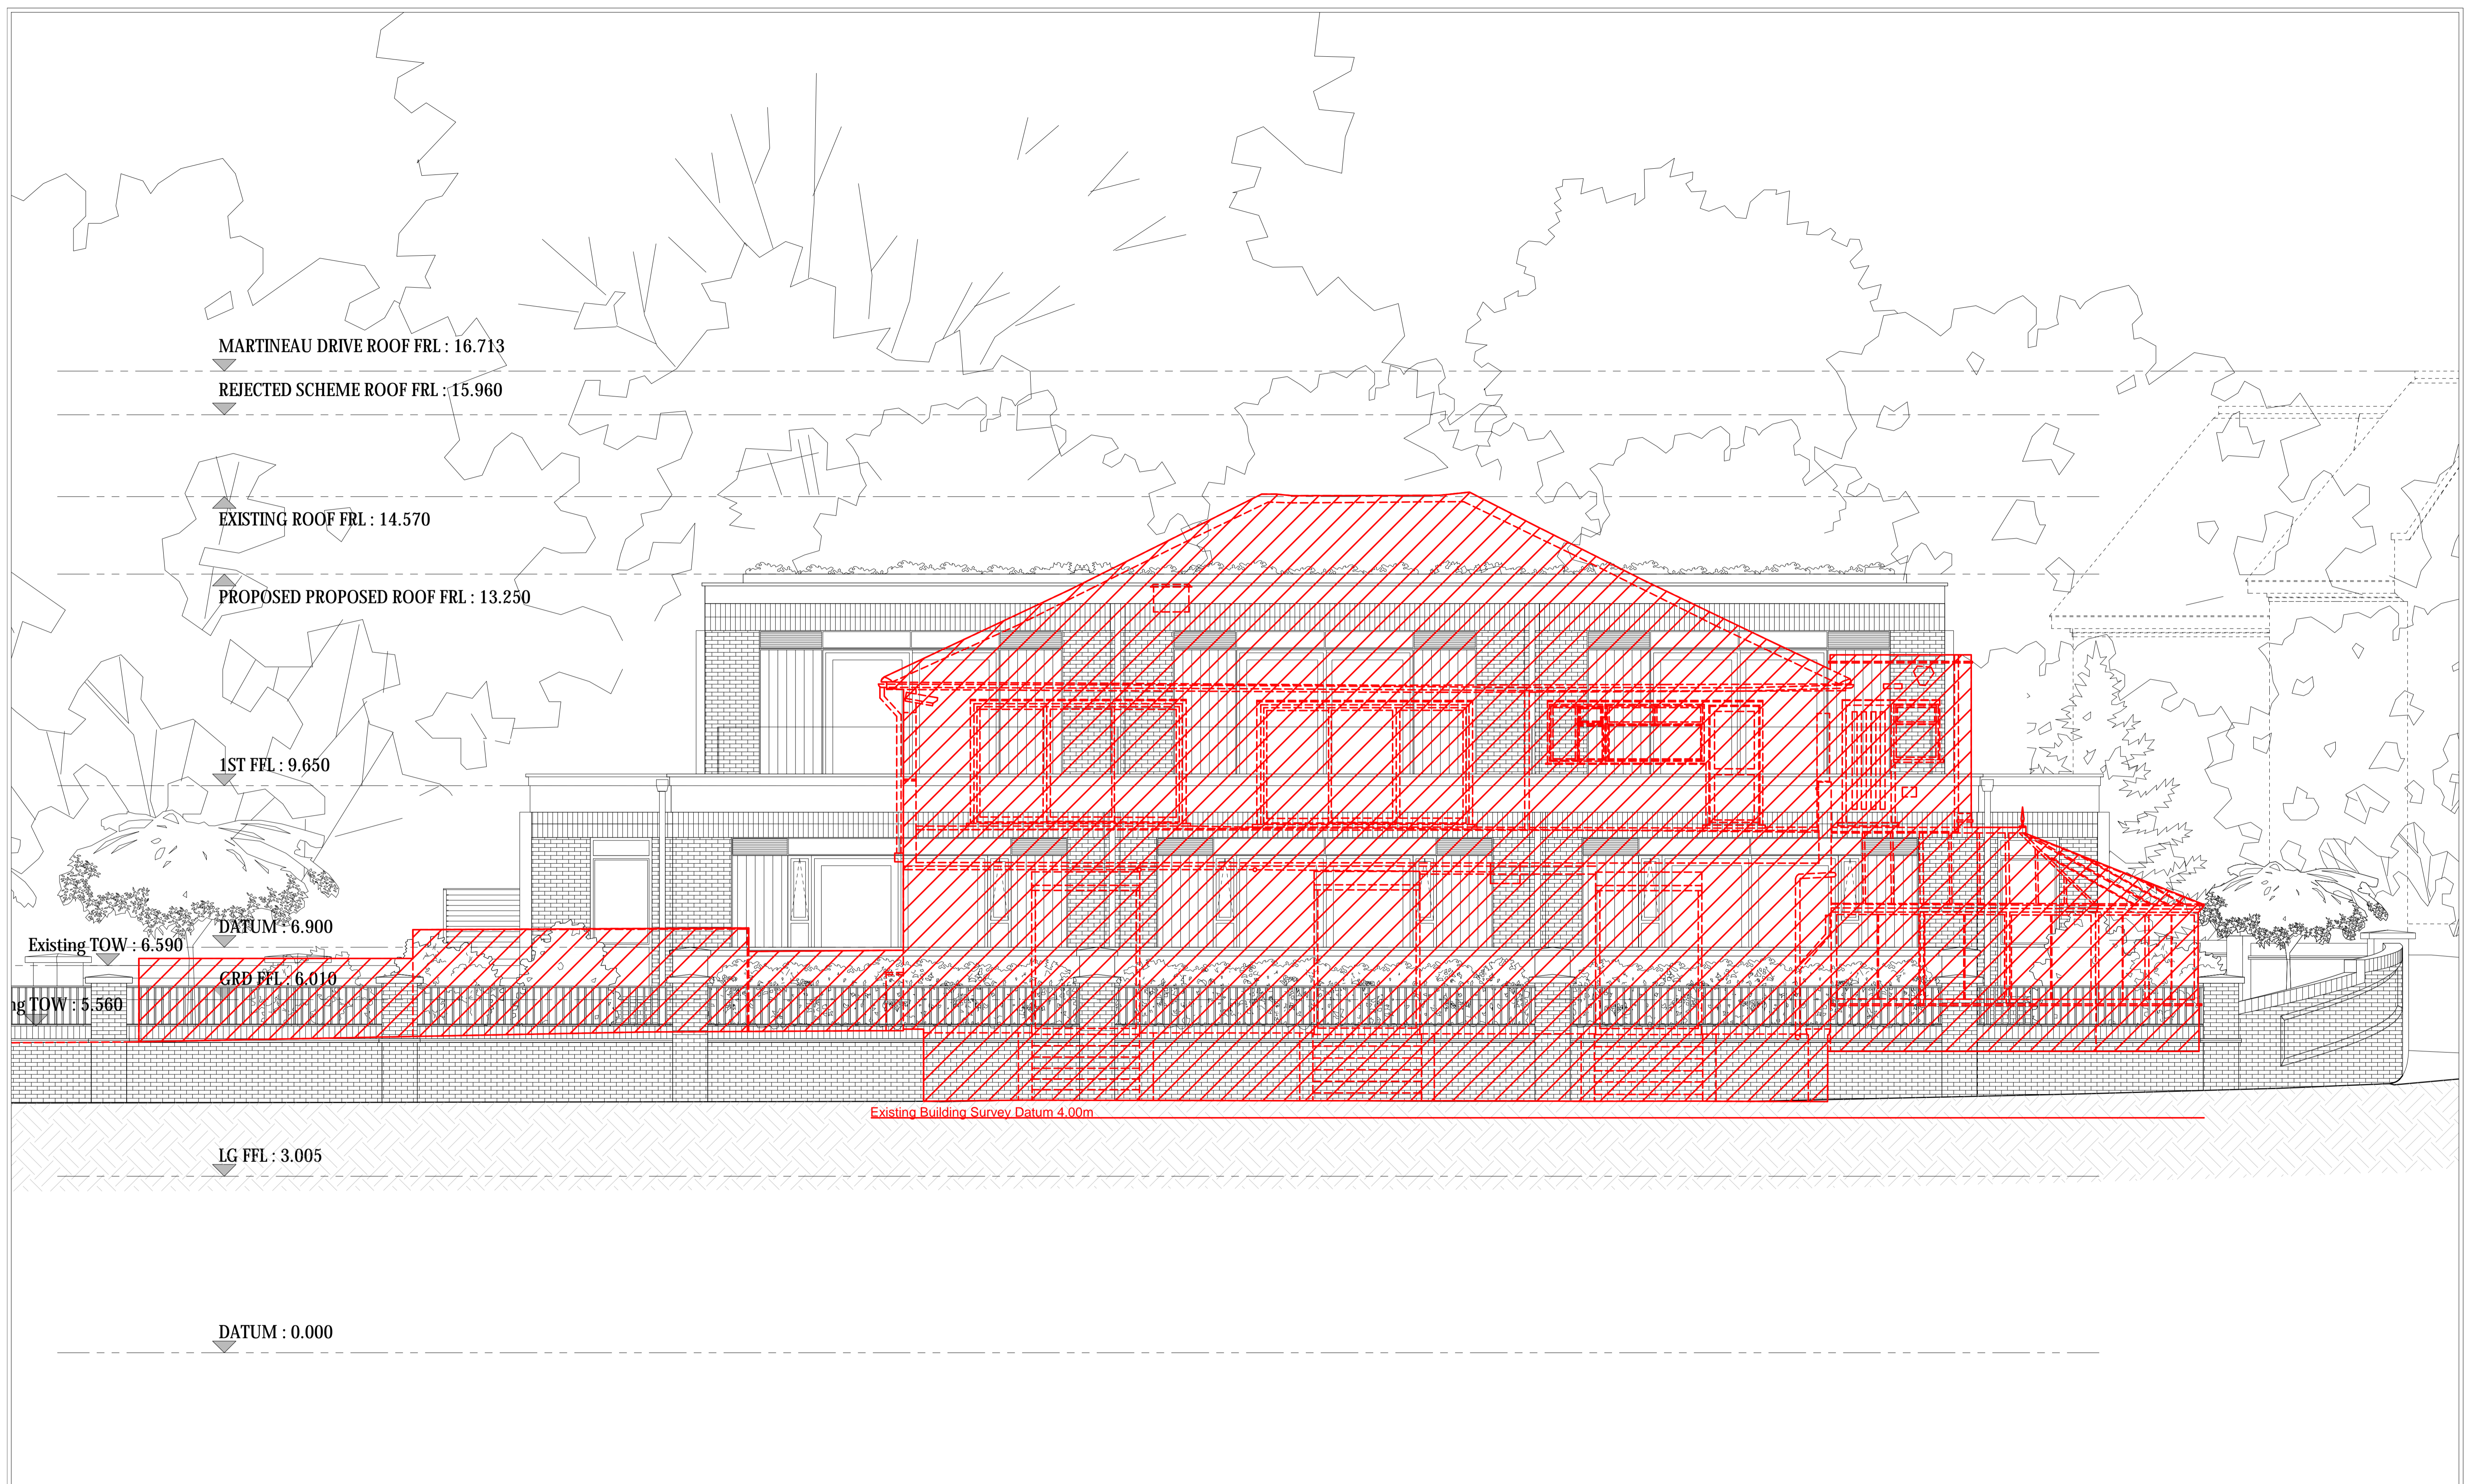 MARTINEAU DRIVE ROOF FRL : 16.713
REJECTED SCHEME ROOF FRL : 15.960
EXISTING ROOF FRL : 14.570
PROPOSED PROPOSED ROOF FRL : 13.250
1ST FFL : 9.650
DATUM : 6.900
Existing TOW : 6.590
GRD FFL : 6.010
ng TOW : 5.560
Existing Building Survey Datum 4.00m
LG FFL : 3.005
DATUM : 0.000